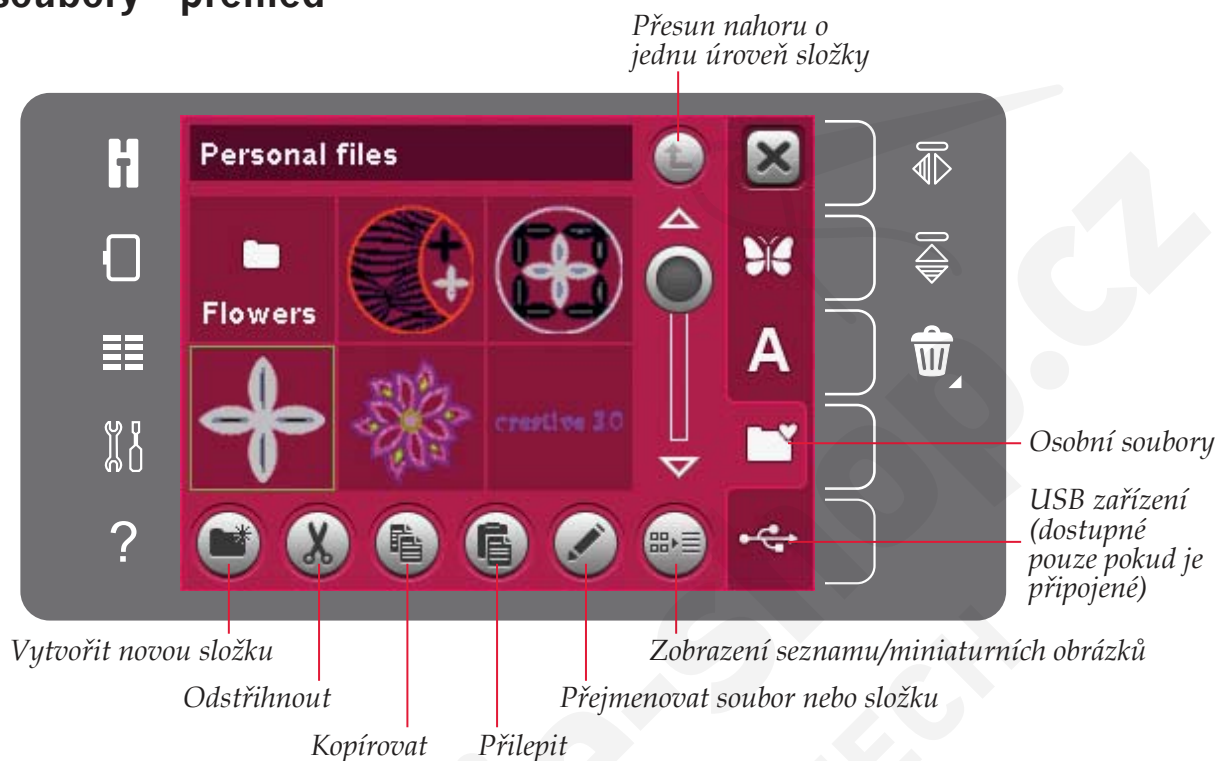 soubory - přehled
Přesun nahoru o
jednu úroveň složky
Personal files
Flowers
A
creative 3.0
?
Osobní soubory
USB zařízení
(dostupné
pouze pokud je
připojené)
Vytvořit novou složku
Zobrazení seznamu/miniaturních obrázků
Odstřihnout
Přejmenovat soubor nebo složku
Kopírovat
Přilepit